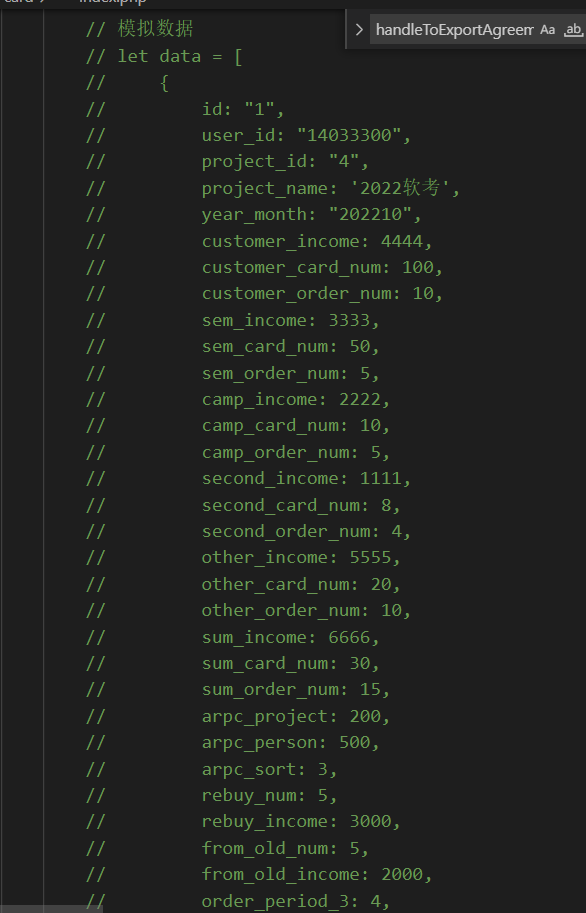 index.php
// 模拟数据
handleToExportAgreem Aa ab,
// let data = [
//     {
//         id: "1",
//         user_id: "14033300",
//         project_id: "4",
//         project_name: '2022软考',
//         year_month: "202210",
//         customer_income: 4444,
//         customer_card_num: 100,
//         customer_order_num: 10,
//         sem_income: 3333,
//         sem_card_num: 50,
//         sem_order_num: 5,
//         camp_income: 2222,
//         camp_card_num: 10,
//         camp_order_num: 5,
//         second_income: 1111,
//         second_card_num: 8,
//         second_order_num: 4,
//         other_income: 5555,
//         other_card_num: 20,
//         other_order_num: 10,
//         sum_income: 6666,
//         sum_card_num: 30,
//         sum_order_num: 15,
//         arpc_project: 200,
//         arpc_person: 500,
//         arpc_sort: 3,
//         rebuy_num: 5,
//         rebuy_income: 3000,
//         from_old_num: 5,
//         from_old_income: 2000,
//         order_period_3: 4,